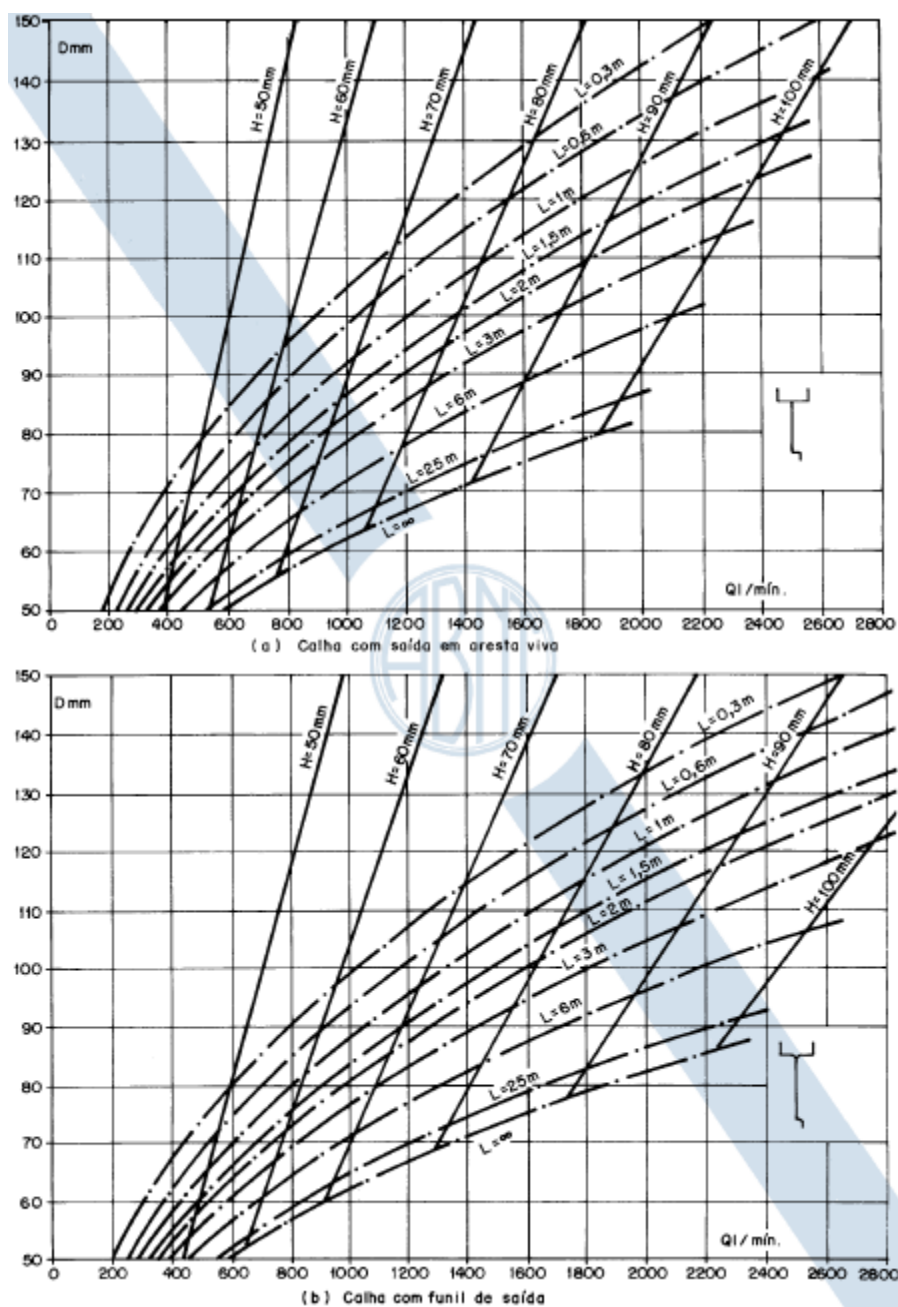 150
Dmm
140
130
120
110
100
90
80
70
60
50
H=50mm
H=60mm
H=70mm
H=80mm
H=90mm
H=100mm
L=0,3m
L=0,6m
L=1m
L=1,5m
L=2m
L=3m
L=6m
L=25m
L=∞
Ql/mín.
0 200 400 600 800 1000 1200 1400 1600 1800 2000 2200 2400 2600 2800
(a) Calha com saída em aresta viva
ABNT
150
Dmm
140
130
120
110
100
90
80
70
60
50
H=50mm
H=60mm
H=70mm
H=80mm
H=90mm
H=100mm
L=0,3m
L=0,6m
L=1m
L=1,5m
L=2m
L=3m
L=6m
L=25m
L=∞
Ql/mín.
0 200 400 600 800 1000 1200 1400 1600 1800 2000 2200 2400 2600 2800
(b) Calha com funil de saída